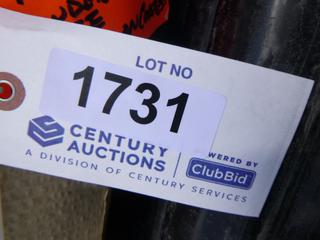 LOT NO
1731
CENTURY
AUCTIONS
WERED BY
ClubBid
A DIVISION OF CENTURY SERVICES